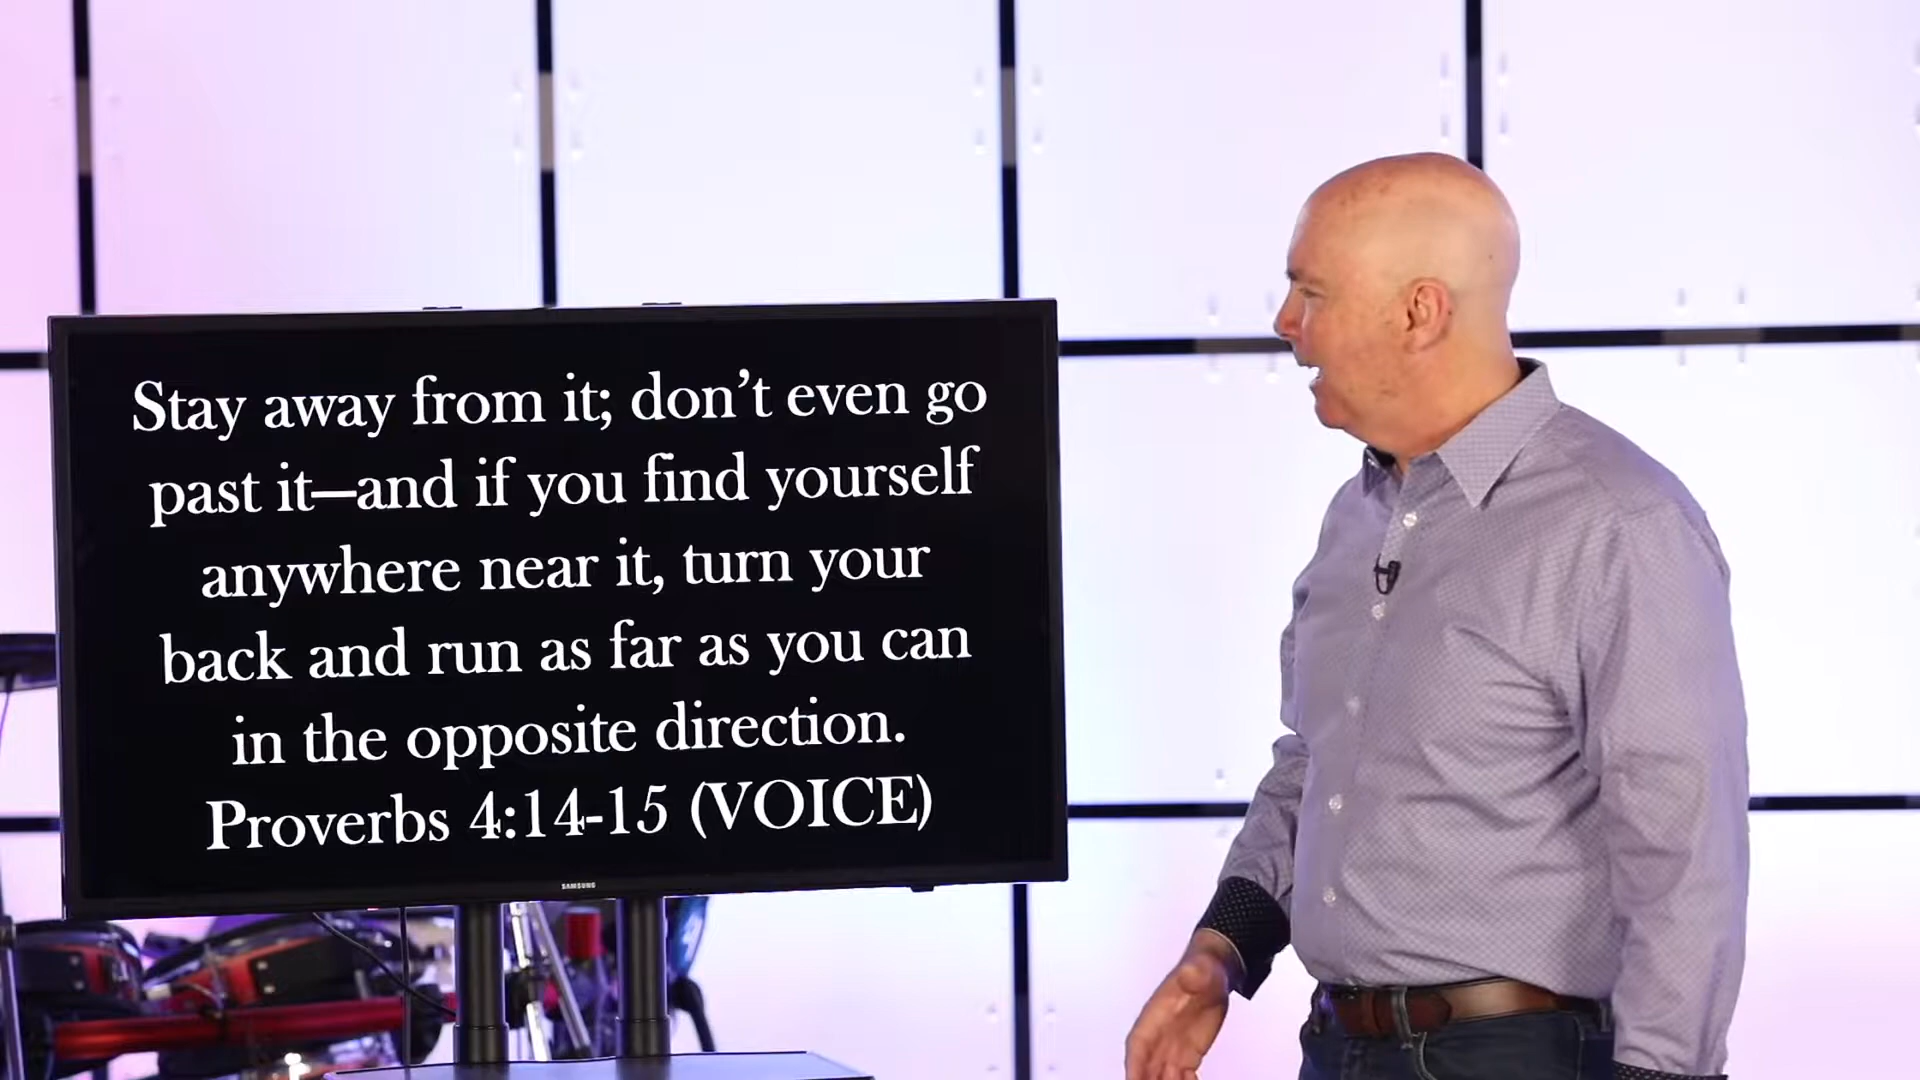 Stay away from it; don’t even go
past it—and if you find yourself
anywhere near it, turn your
back and run as far as you can
in the opposite direction.
Proverbs 4:14-15 (VOICE)
SAMSUNG